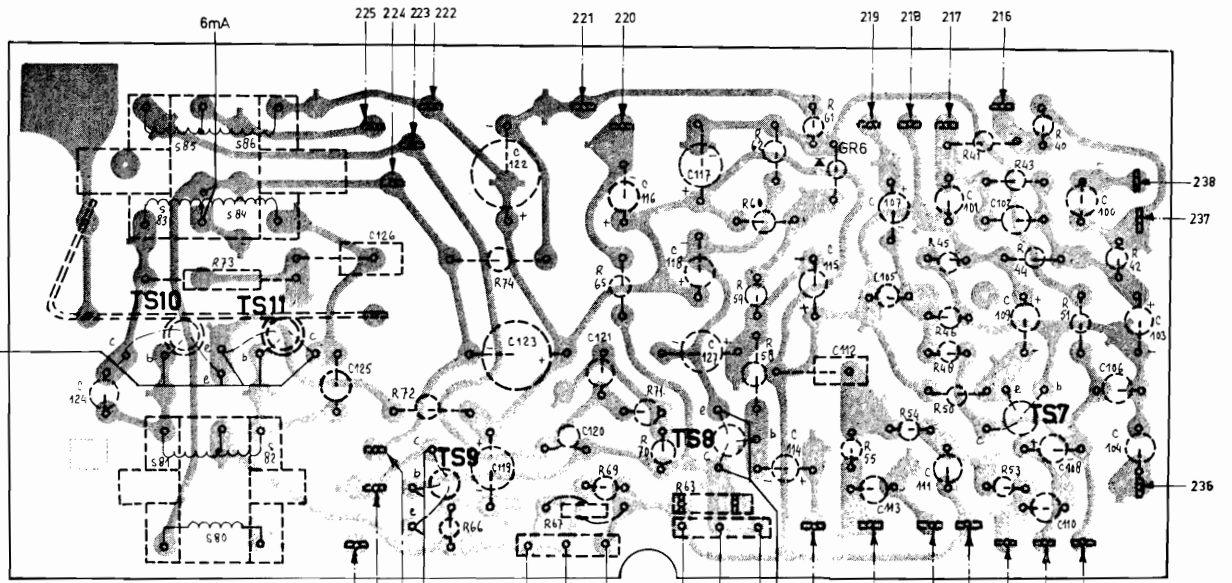 6mA
225
224
223
222
221
220
219
218
217
216
238
237
236
S85
S86
S83
S84
C126
R73
TS10
TS11
c
b
e
b
e
c
C124
C125
S81
S82
S80
C122
R74
C123
R72
TS9
c
b
e
C119
R66
C116
R65
C121
R71
C120
R70
R69
R67
R63
C117
R62
R61
GR6
R60
C118
R59
C115
C127
R58
C112
TS8
e
b
c
C114
R55
C113
C107
C101
R41
R43
R40
C102
C100
R45
R44
R42
C105
R46
C109
R51
C103
R48
R50
C106
e
b
TS7
c
R54
C108
C104
C111
R53
C110